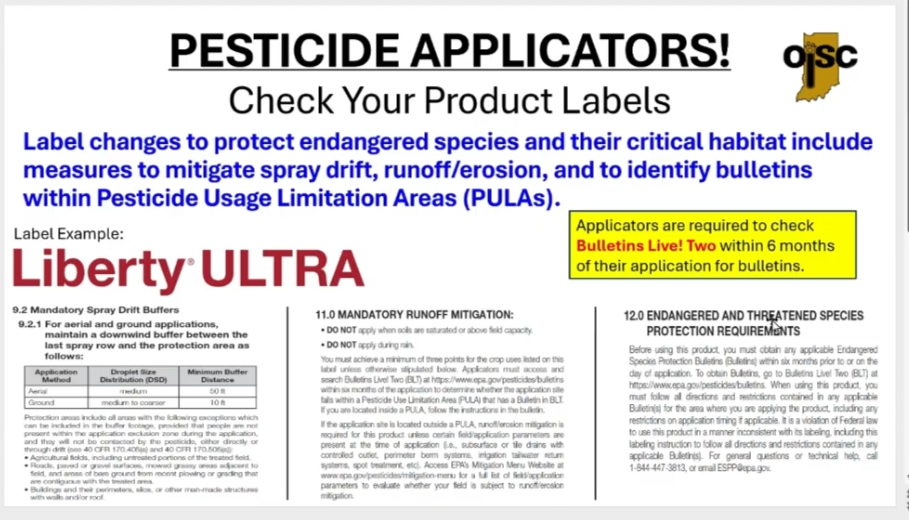 PESTICIDE APPLICATORS!
OISC
Check Your Product Labels
Label changes to protect endangered species and their critical habitat include
measures to mitigate spray drift, runoff/erosion, and to identify bulletins
within Pesticide Usage Limitation Areas (PULAs).
Applicators are required to check
Bulletins Live! Two within 6 months
of their application for bulletins.
Label Example:
Liberty® ULTRA
9.2 Mandatory Spray Drift Buffers
9.2.1 For aerial and ground applications,
maintain a downwind buffer between the
last spray row and the protection area as
follows:
Application Method | Droplet Size Distribution (DSD) | Minimum Buffer Distance
Aerial | medium | 50 ft
Ground | medium to coarser | 10 ft
Protection areas include all areas with the following exceptions which
can be included in the buffer footage, provided that people are not
present within the application exclusion zone during the application,
and they will not be contacted by the pesticide, either directly or
through drift (see 40 CFR 170.405(a) and 40 CFR 170.505(a)):
• Agricultural fields, including untreated portions of the treated field.
• Roads, paved or gravel surfaces, mowed grassy areas adjacent to
field, and areas of bare ground from recent plowing or grading that
are contiguous with the treated area.
• Buildings and their perimeters, silos, or other man-made structures
with walls and/or roof.
11.0 MANDATORY RUNOFF MITIGATION:
• DO NOT apply when soils are saturated or above field capacity.
• DO NOT apply during rain.
You must achieve a minimum of three points for the crop uses listed on this
label unless otherwise stipulated below. Applicators must access and
search Bulletins Live! Two (BLT) at https://www.epa.gov/pesticides/bulletins
within six months of the application to determine whether the application site
falls within a Pesticide Use Limitation Area (PULA) that has a Bulletin in BLT.
If you are located inside a PULA, follow the instructions in the bulletin.
If the application site is located outside a PULA, runoff/erosion mitigation is
required for this product unless certain field/application parameters are
present at the time of application (i.e., subsurface or tile drains with
controlled outlet, perimeter berm systems, irrigation tailwater return
systems, spot treatment, etc). Access EPA's Mitigation Menu Website at
www.epa.gov/pesticides/mitigation-menu for a full list of field/application
parameters to evaluate whether your field is subject to runoff/erosion
mitigation.
12.0 ENDANGERED AND THREATENED SPECIES
PROTECTION REQUIREMENTS
Before using this product, you must obtain any applicable Endangered
Species Protection Bulletins (Bulletins) within six months prior to or on the
day of application. To obtain Bulletins, go to Bulletins Live! Two (BLT) at
https://www.epa.gov/pesticides/bulletins. When using this product, you
must follow all directions and restrictions contained in any applicable
Bulletin(s) for the area where you are applying the product, including any
restrictions on application timing if applicable. It is a violation of Federal law
to use this product in a manner inconsistent with its labeling, including this
labeling instruction to follow all directions and restrictions contained in any
applicable Bulletins. For general questions or technical help, call
1-844-447-3813, or email ESPP@epa.gov.